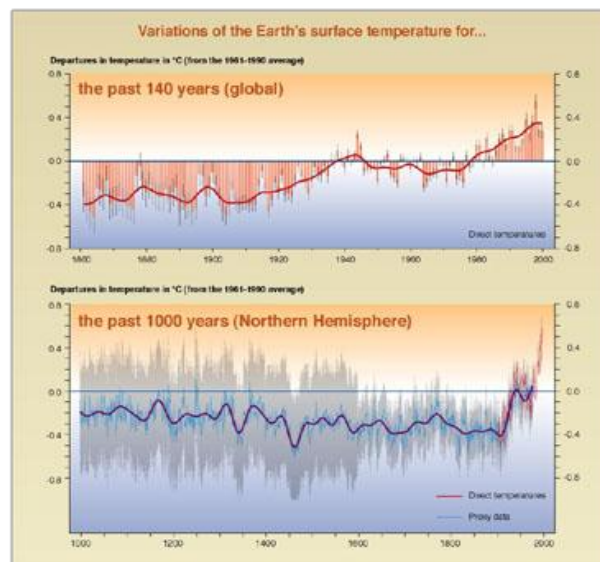 Variations of the Earth's surface temperature for...
Departures in temperature in °C (from the 1961-1990 average)
the past 140 years (global)
0.8 0.8
0.4 0.4
0.0 0.0
-0.4 -0.4
Direct temperatures
-0.8 -0.8
1860 1880 1900 1920 1940 1960 1980 2000
Departures in temperature in °C (from the 1961-1990 average)
the past 1000 years (Northern Hemisphere)
0.8 0.8
0.4 0.4
0.0 0.0
-0.4 -0.4
-0.8 -0.8
Direct temperatures
Proxy data
1000 1200 1400 1600 1800 2000